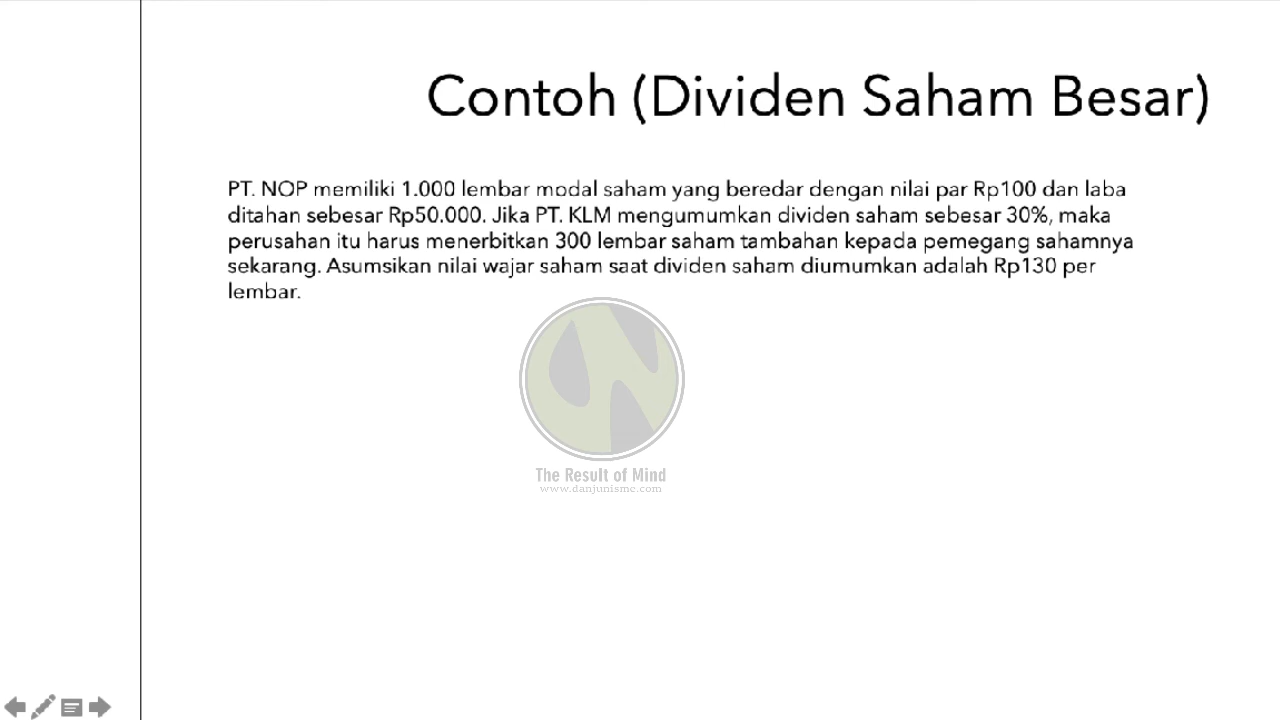 Contoh (Dividen Saham Besar)
PT. NOP memiliki 1.000 lembar modal saham yang beredar dengan nilai par Rp100 dan laba
ditahan sebesar Rp50.000. Jika PT. KLM mengumumkan dividen saham sebesar 30%, maka
perusahan itu harus menerbitkan 300 lembar saham tambahan kepada pemegang sahamnya
sekarang. Asumsikan nilai wajar saham saat dividen saham diumumkan adalah Rp130 per
lembar.
The Result of Mind
www.danjunisme.com